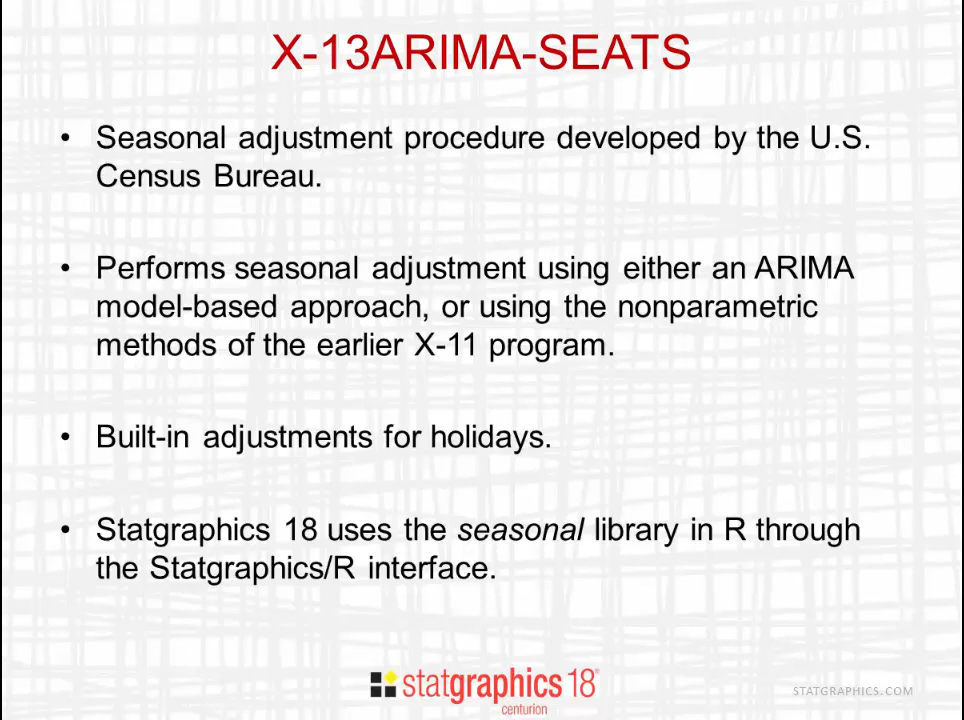 X-13ARIMA-SEATS
• Seasonal adjustment procedure developed by the U.S.
Census Bureau.
• Performs seasonal adjustment using either an ARIMA
model-based approach, or using the nonparametric
methods of the earlier X-11 program.
• Built-in adjustments for holidays.
• Statgraphics 18 uses the seasonal library in R through
the Statgraphics/R interface.
statgraphics 18®
centurion
STATGRAPHICS.COM